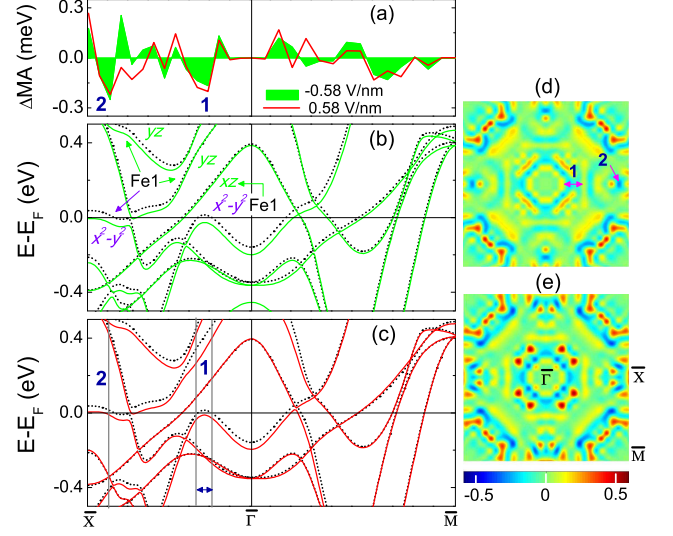 (a)
ΔMA (meV)
0.0
-0.3
2
1
-0.58 V/nm
0.58 V/nm
(b)
E-E_F (eV)
0.4
0.0
-0.4
yz
yz
Fe1
xz
x²-y²
Fe1
x²-y²
(c)
E-E_F (eV)
0.4
0.0
-0.4
2
1
X̅
Γ̅
M̅
(d)
1
2
(e)
Γ̅
X̅
M̅
-0.5
0
0.5